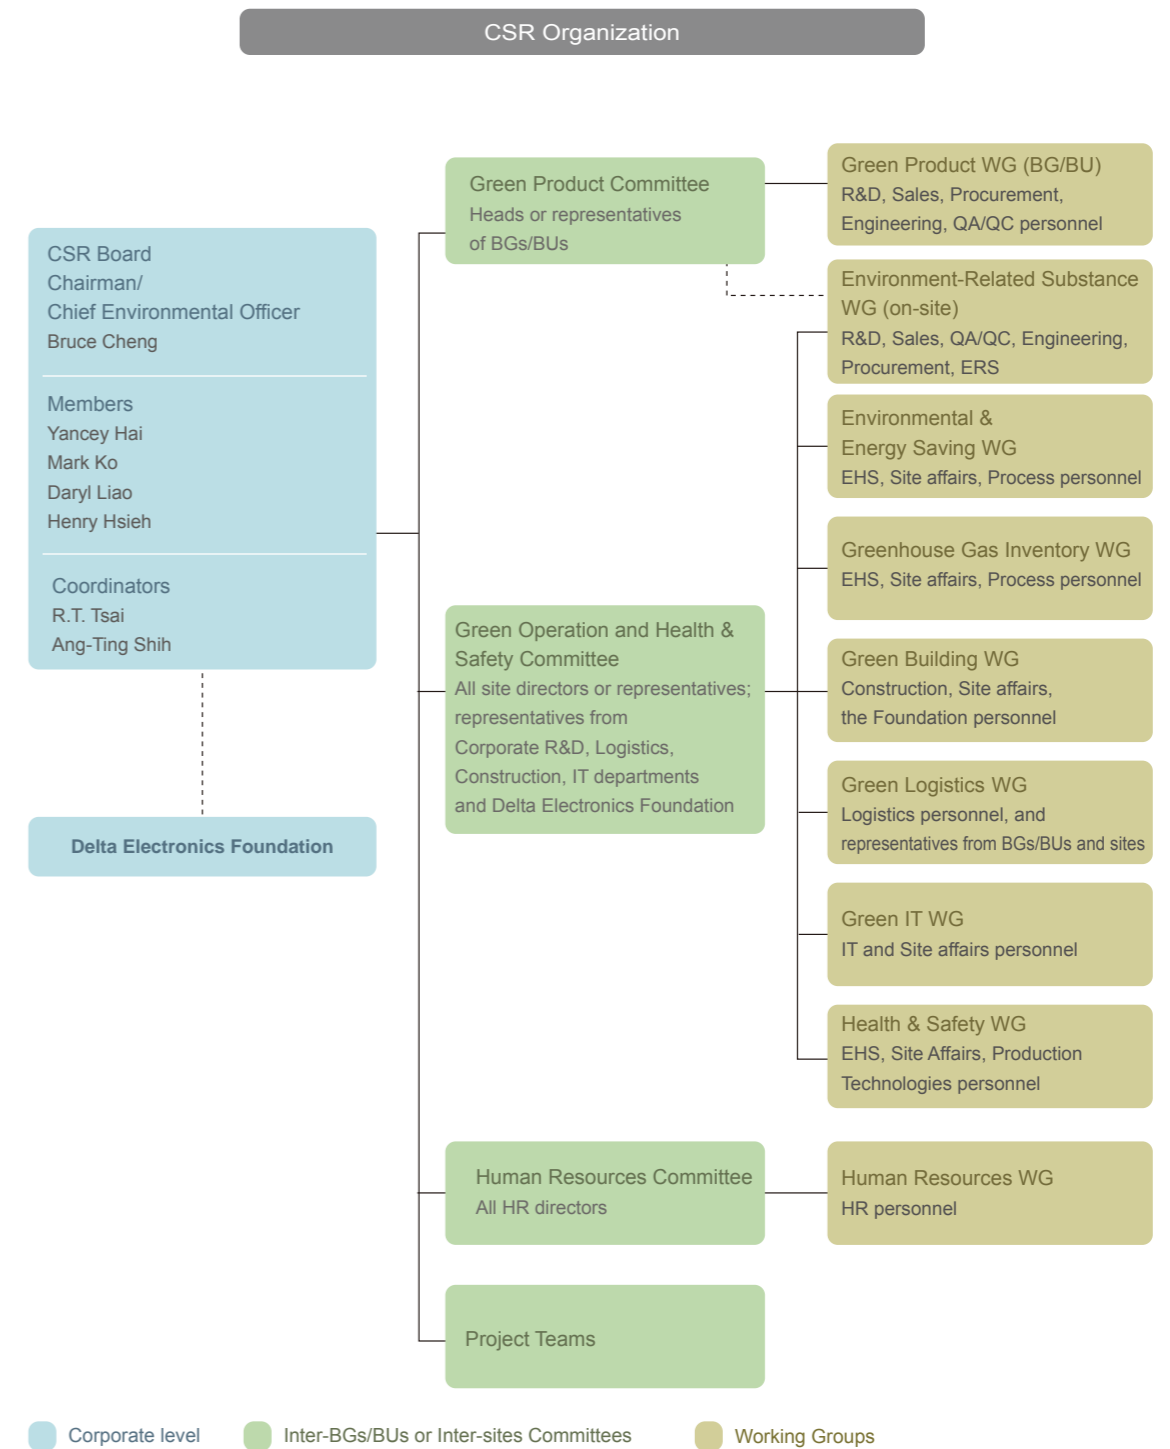 CSR Organization
CSR Board
Chairman/
Chief Environmental Officer
Bruce Cheng
Members
Yancey Hai
Mark Ko
Daryl Liao
Henry Hsieh
Coordinators
R.T. Tsai
Ang-Ting Shih
Delta Electronics Foundation
Green Product Committee
Heads or representatives
of BGs/BUs
Green Operation and Health &
Safety Committee
All site directors or representatives;
representatives from
Corporate R&D, Logistics,
Construction, IT departments
and Delta Electronics Foundation
Human Resources Committee
All HR directors
Project Teams
Green Product WG (BG/BU)
R&D, Sales, Procurement,
Engineering, QA/QC personnel
Environment-Related Substance
WG (on-site)
R&D, Sales, QA/QC, Engineering,
Procurement, ERS
Environmental &
Energy Saving WG
EHS, Site affairs, Process personnel
Greenhouse Gas Inventory WG
EHS, Site affairs, Process personnel
Green Building WG
Construction, Site affairs,
the Foundation personnel
Green Logistics WG
Logistics personnel, and
representatives from BGs/BUs and sites
Green IT WG
IT and Site affairs personnel
Health & Safety WG
EHS, Site Affairs, Production
Technologies personnel
Human Resources WG
HR personnel
Corporate level
Inter-BGs/BUs or Inter-sites Committees
Working Groups